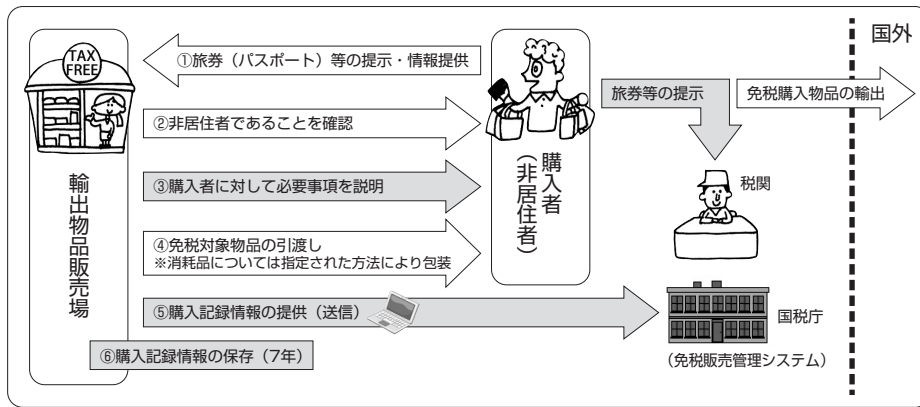 TAX
FREE
輸出物品販売場
①旅券（パスポート）等の提示・情報提供
②非居住者であることを確認
③購入者に対して必要事項を説明
④免税対象物品の引渡し
※消耗品については指定された方法により包装
⑤購入記録情報の提供（送信）
⑥購入記録情報の保存（7年）
購入者
（非居住者）
旅券等の提示
免税購入物品の輸出
国外
税関
国税庁
（免税販売管理システム）